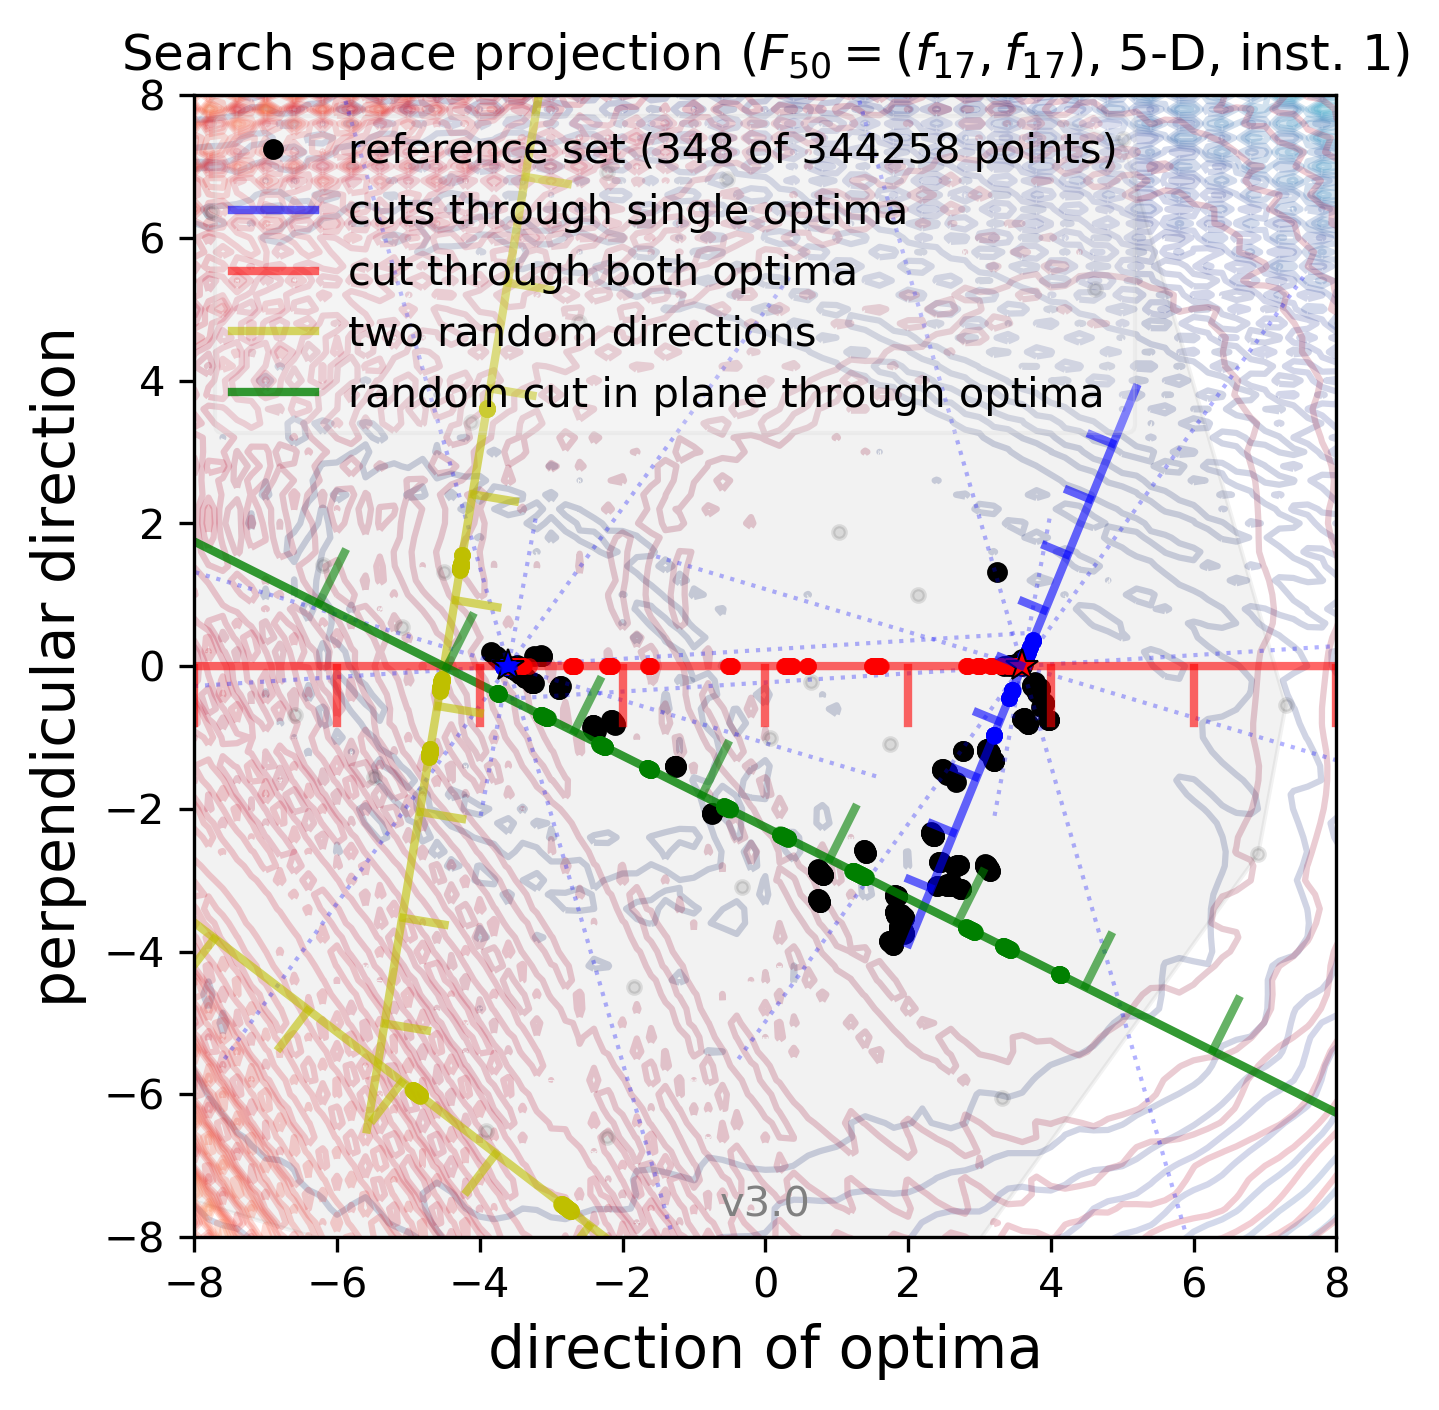 Search space projection (F₅₀ = (f₁₇, f₁₇), 5-D, inst. 1)
8
reference set (348 of 344258 points)
cuts through single optima
6
cut through both optima
two random directions
4
random cut in plane through optima
2
0
−2
−4
−6
−8
perpendicular direction
v3.0
−8 −6 −4 −2 0 2 4 6 8
direction of optima